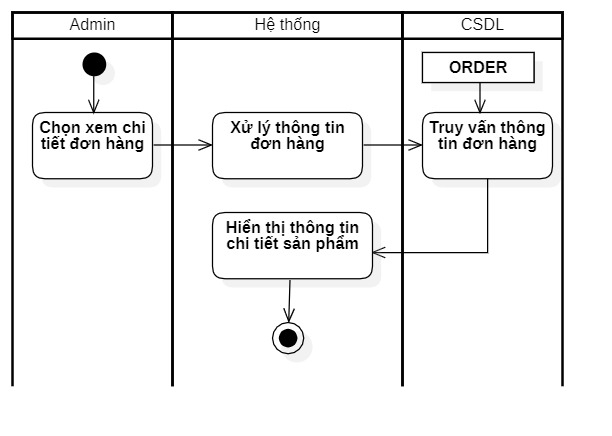 Admin
Hệ thống
CSDL
ORDER
Chọn xem chi
tiết đơn hàng
Xử lý thông tin
đơn hàng
Truy vấn thông
tin đơn hàng
Hiển thị thông tin
chi tiết sản phẩm